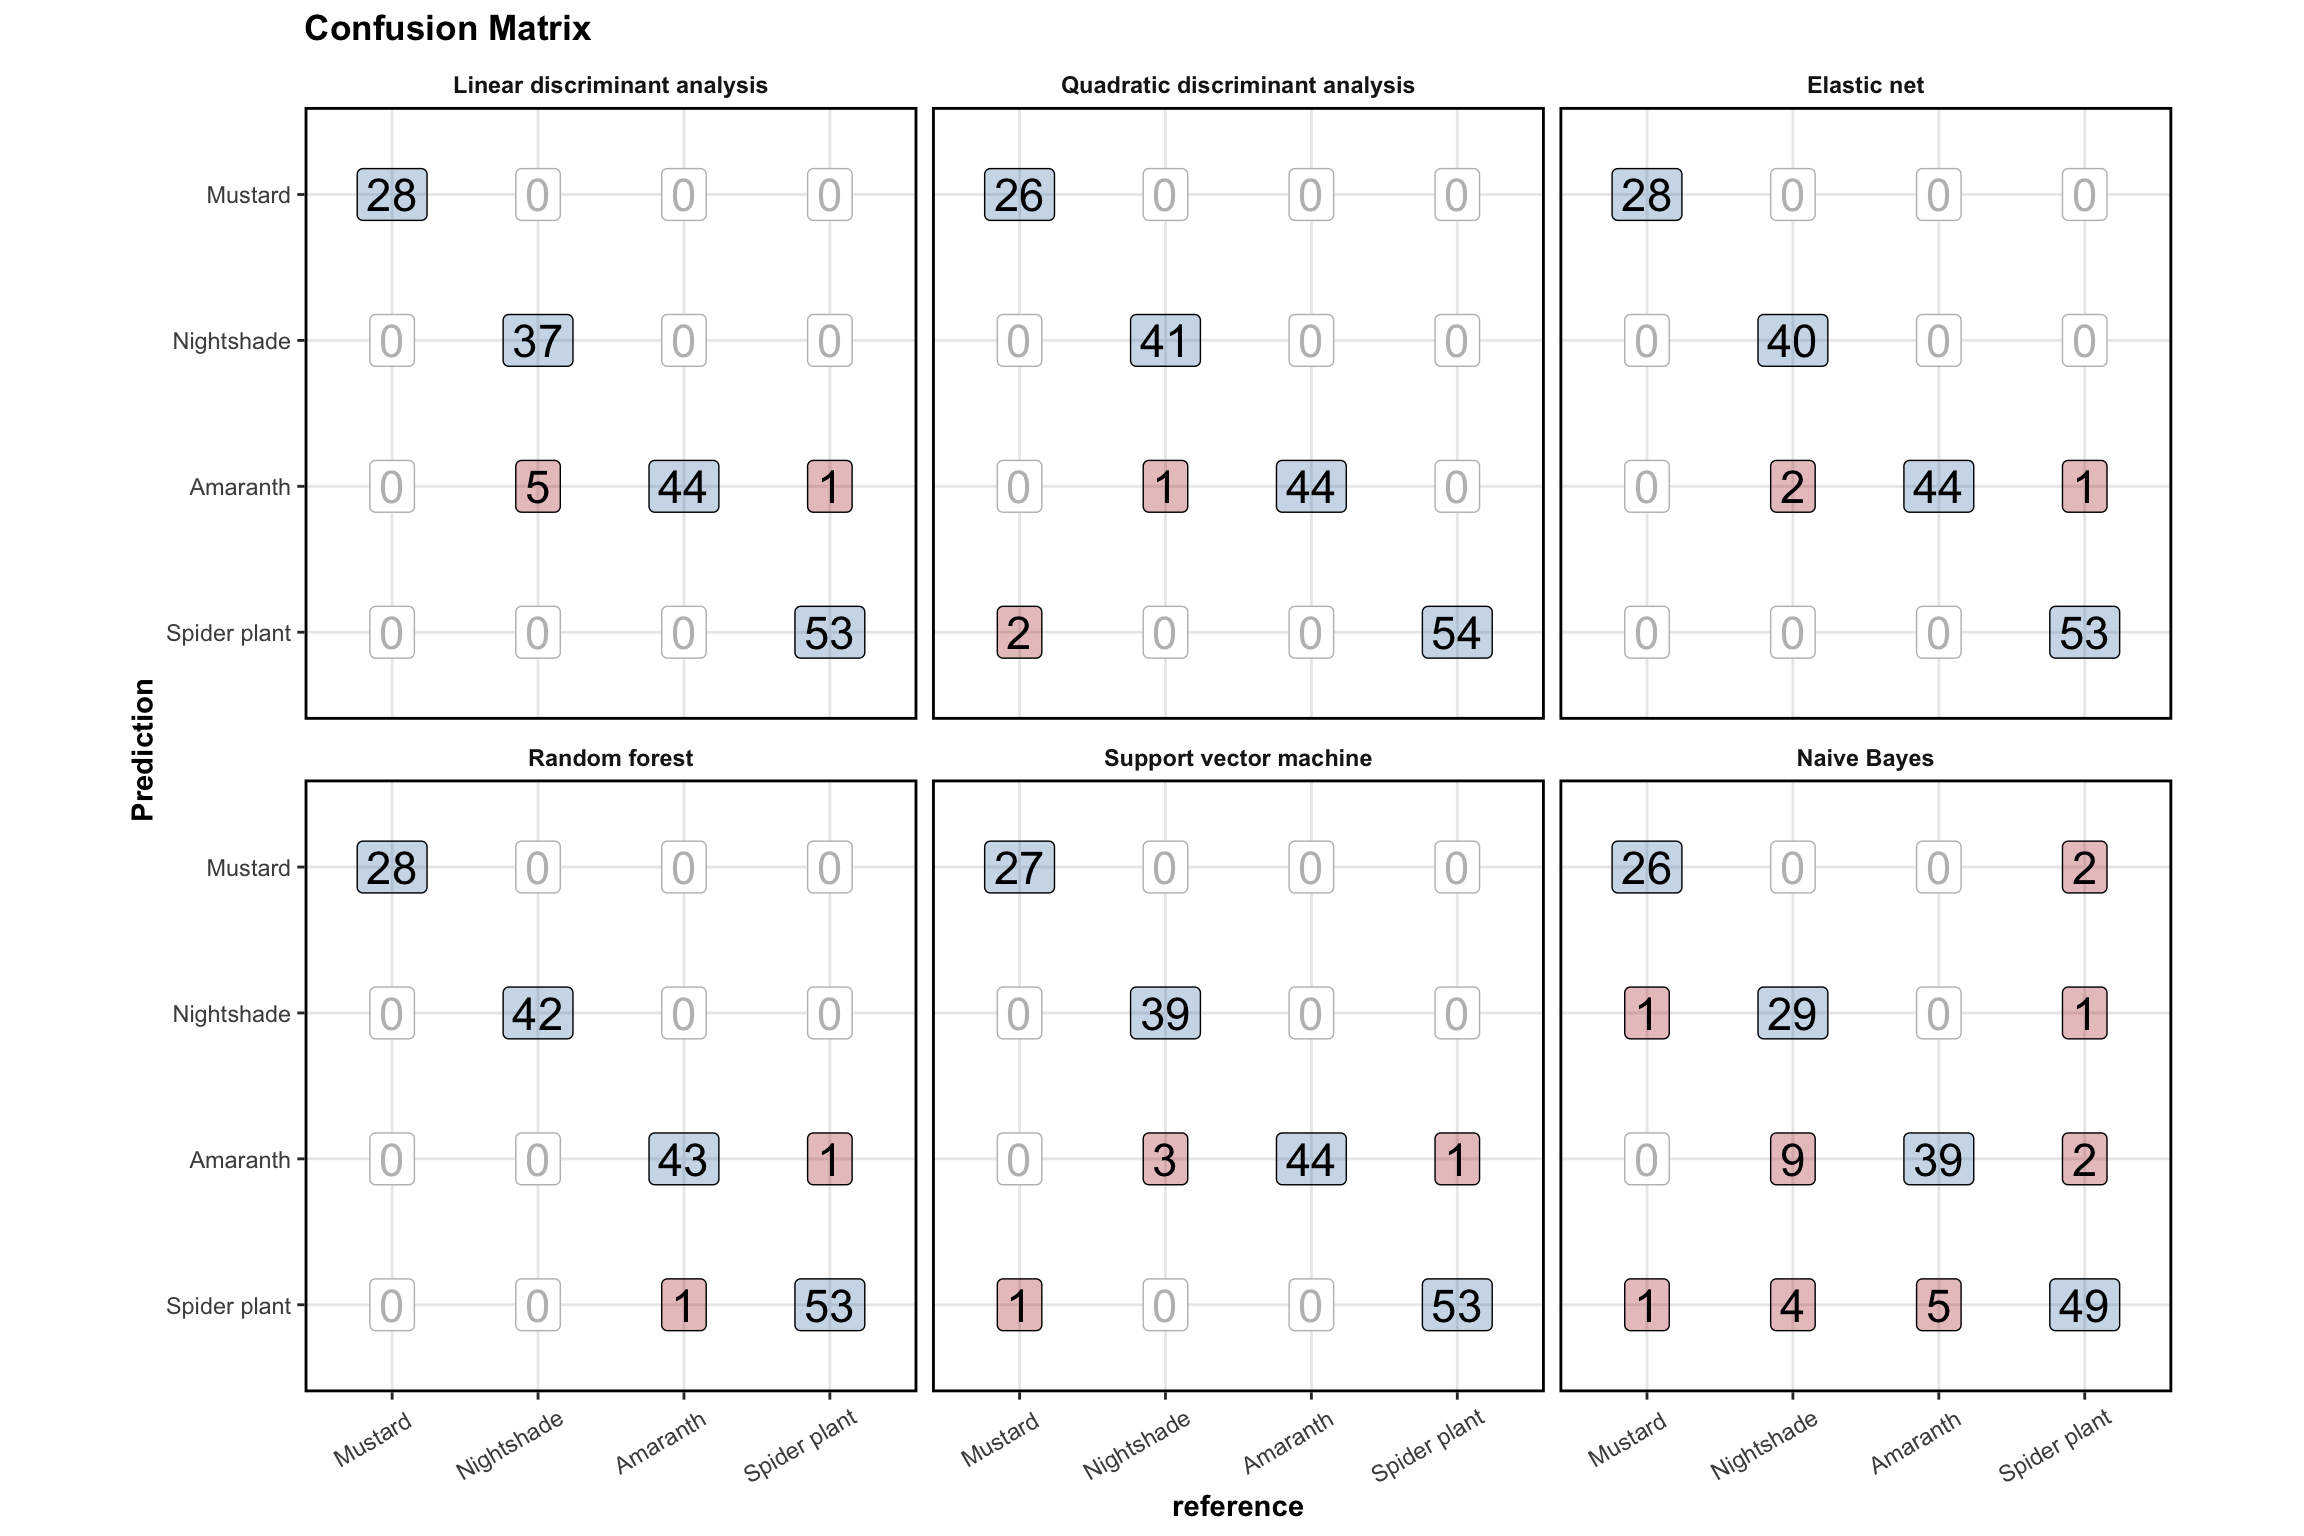 Confusion Matrix
Linear discriminant analysis Quadratic discriminant analysis Elastic net
Mustard 28 0 0 0 26 0 0 0 28 0 0 0
Nightshade 0 37 0 0 0 41 0 0 0 40 0 0
Amaranth 0 5 44 1 0 1 44 0 0 2 44 1
Spider plant 0 0 0 53 2 0 0 54 0 0 0 53
Prediction
Random forest Support vector machine Naive Bayes
Mustard 28 0 0 0 27 0 0 0 26 0 0 2
Nightshade 0 42 0 0 0 39 0 0 1 29 0 1
Amaranth 0 0 43 1 0 3 44 1 0 9 39 2
Spider plant 0 0 1 53 1 0 0 53 1 4 5 49
Mustard Nightshade Amaranth Spider plant Mustard Nightshade Amaranth Spider plant Mustard Nightshade Amaranth Spider plant
reference